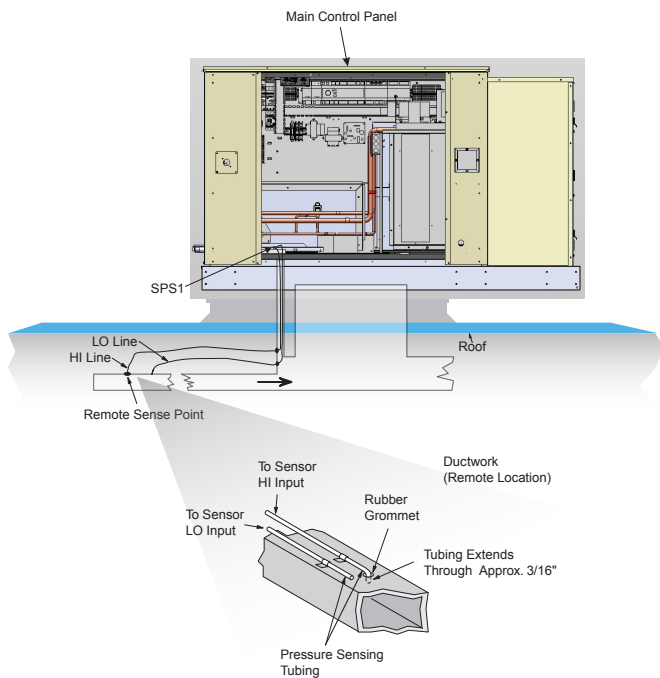 Main Control Panel
SPS1
LO Line
HI Line
Roof
Remote Sense Point
Ductwork
(Remote Location)
To Sensor
HI Input
Rubber
Grommet
To Sensor
LO Input
Tubing Extends
Through Approx. 3/16"
Pressure Sensing
Tubing